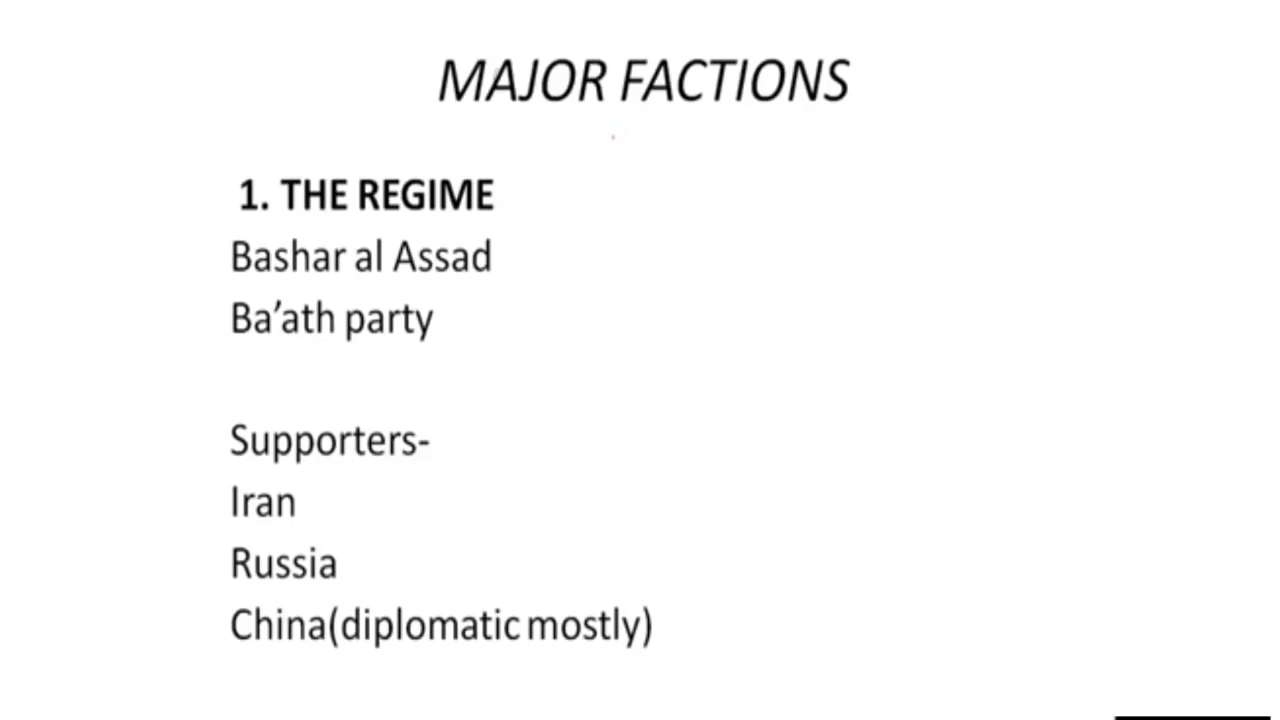 MAJOR FACTIONS
1. THE REGIME
Bashar al Assad
Ba’ath party
Supporters-
Iran
Russia
China(diplomatic mostly)